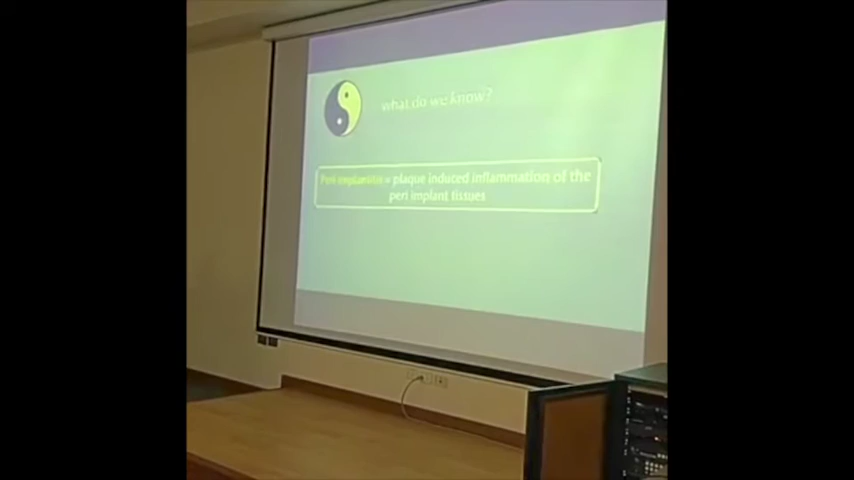 what do we know?
Peri implantitis = plaque induced inflammation of the
peri implant tissues